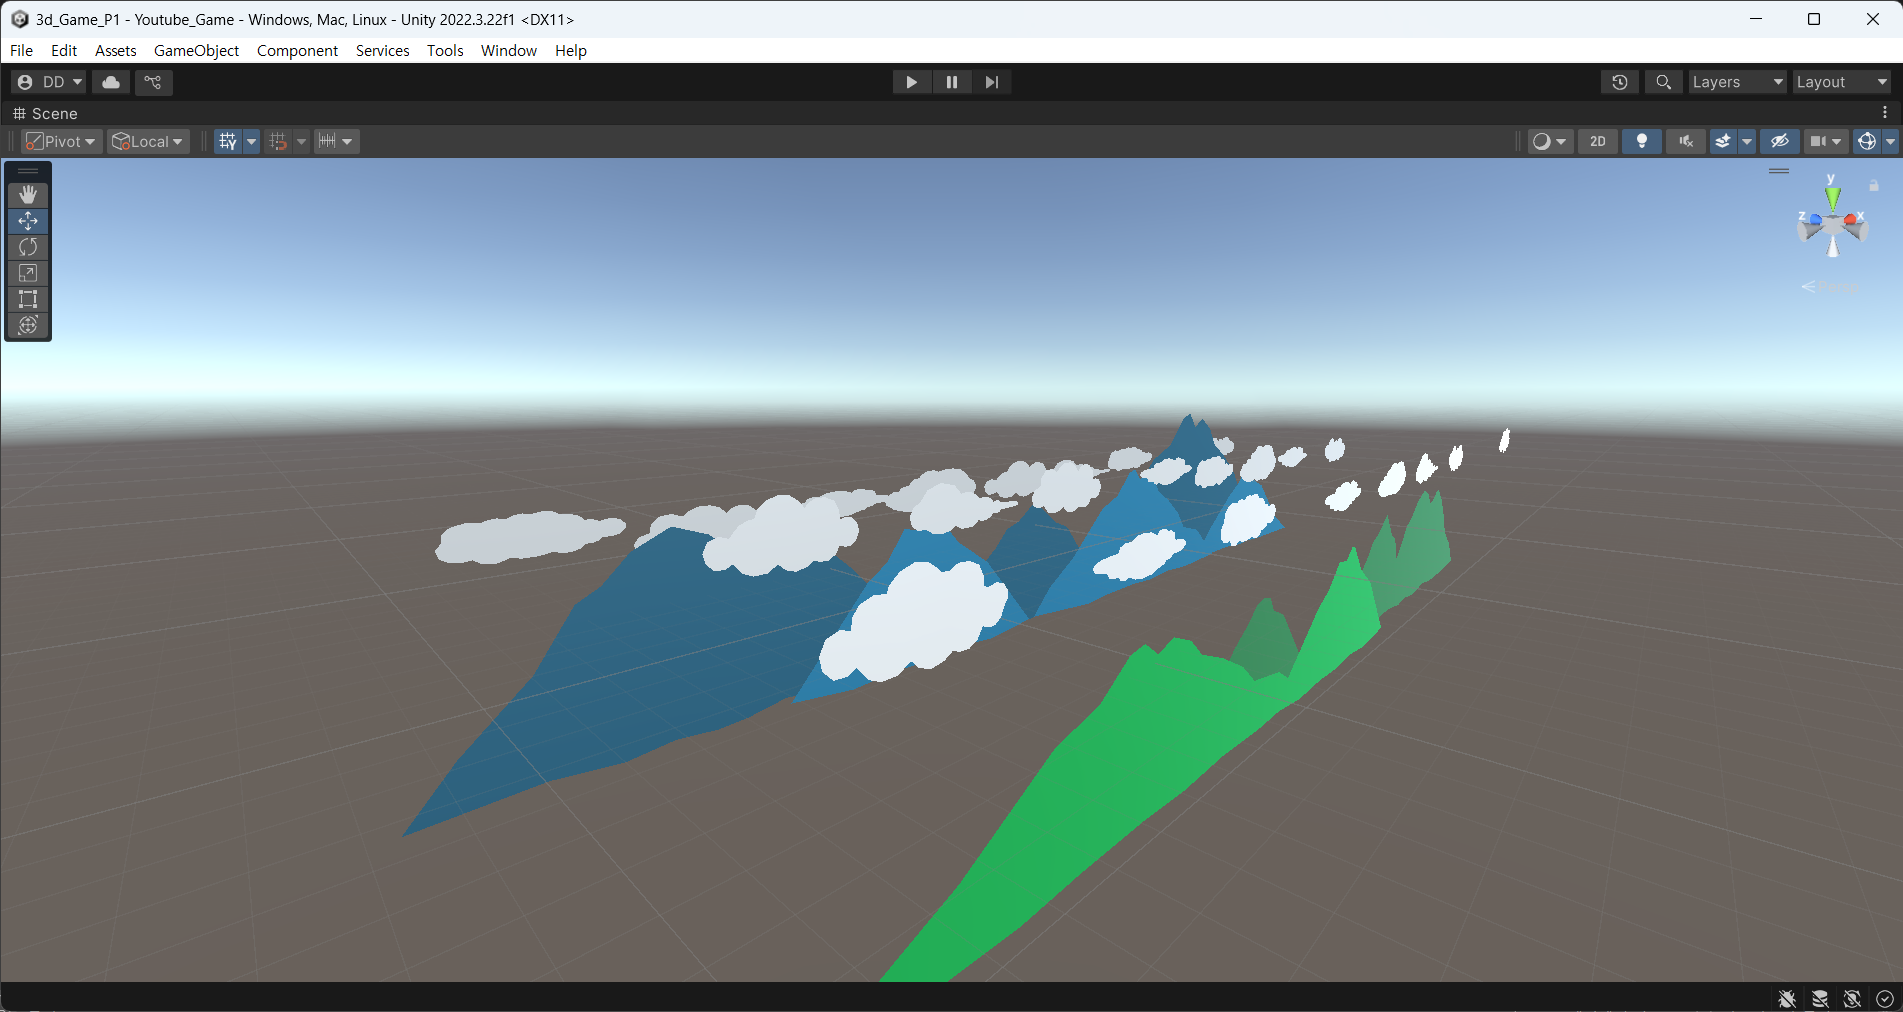 3d_Game_P1 - Youtube_Game - Windows, Mac, Linux - Unity 2022.3.22f1 <DX11>
File Edit Assets GameObject Component Services Tools Window Help
DD Layers Layout
Scene
Pivot Local 2D
y
z x